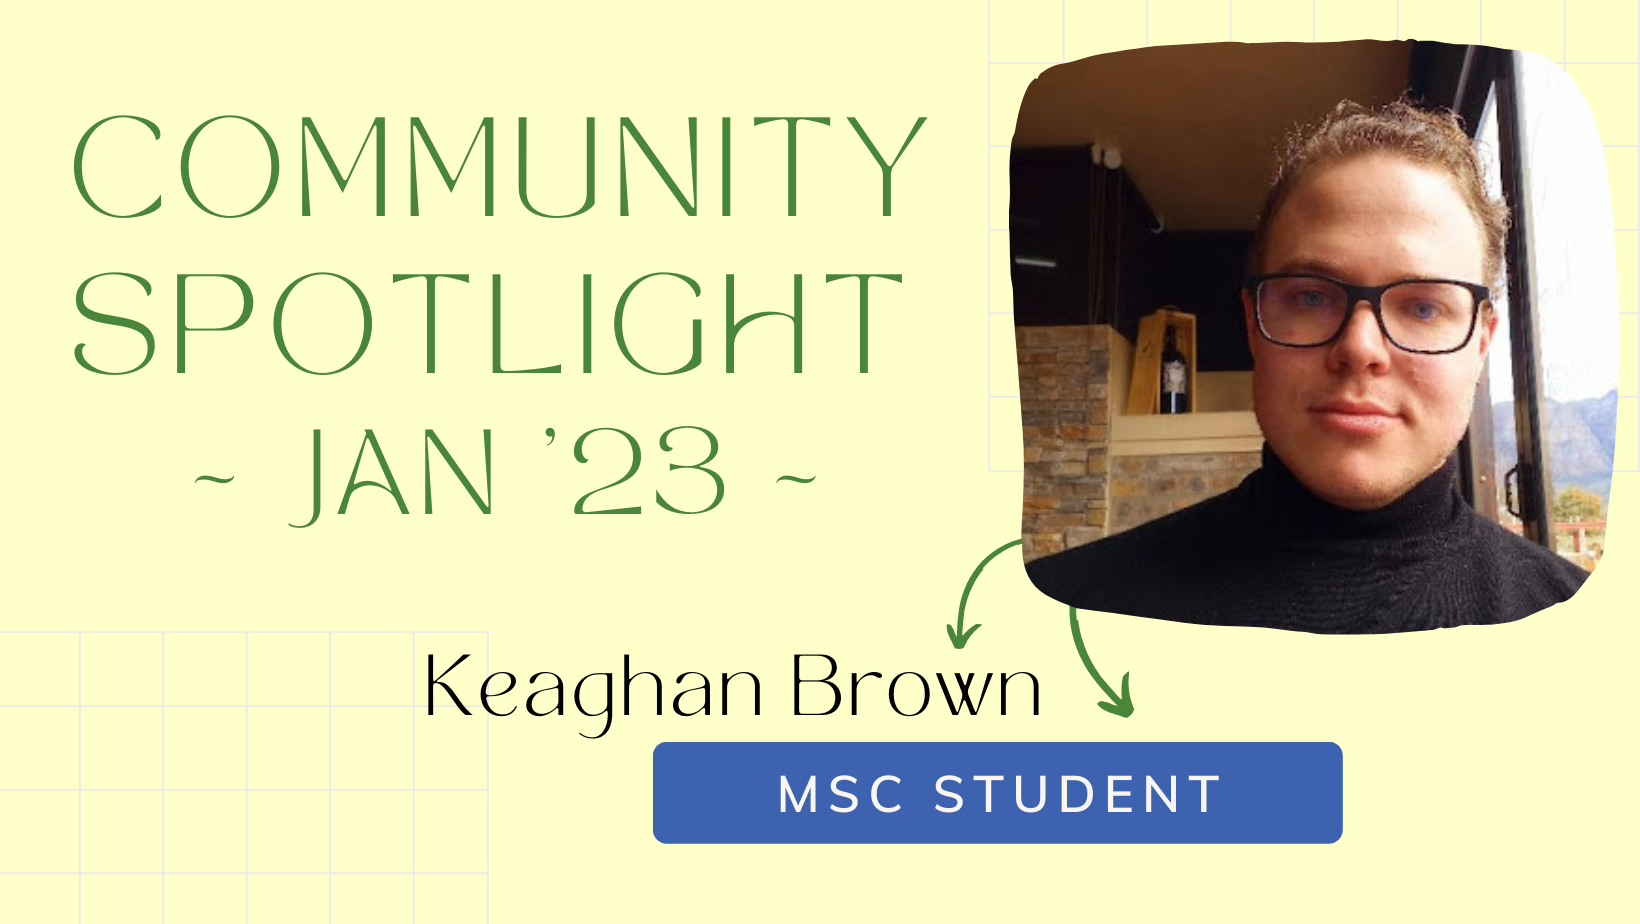 COMMUNITY
SPOTLIGHT
~ JAN ’23 ~
Keaghan Brown
MSC STUDENT